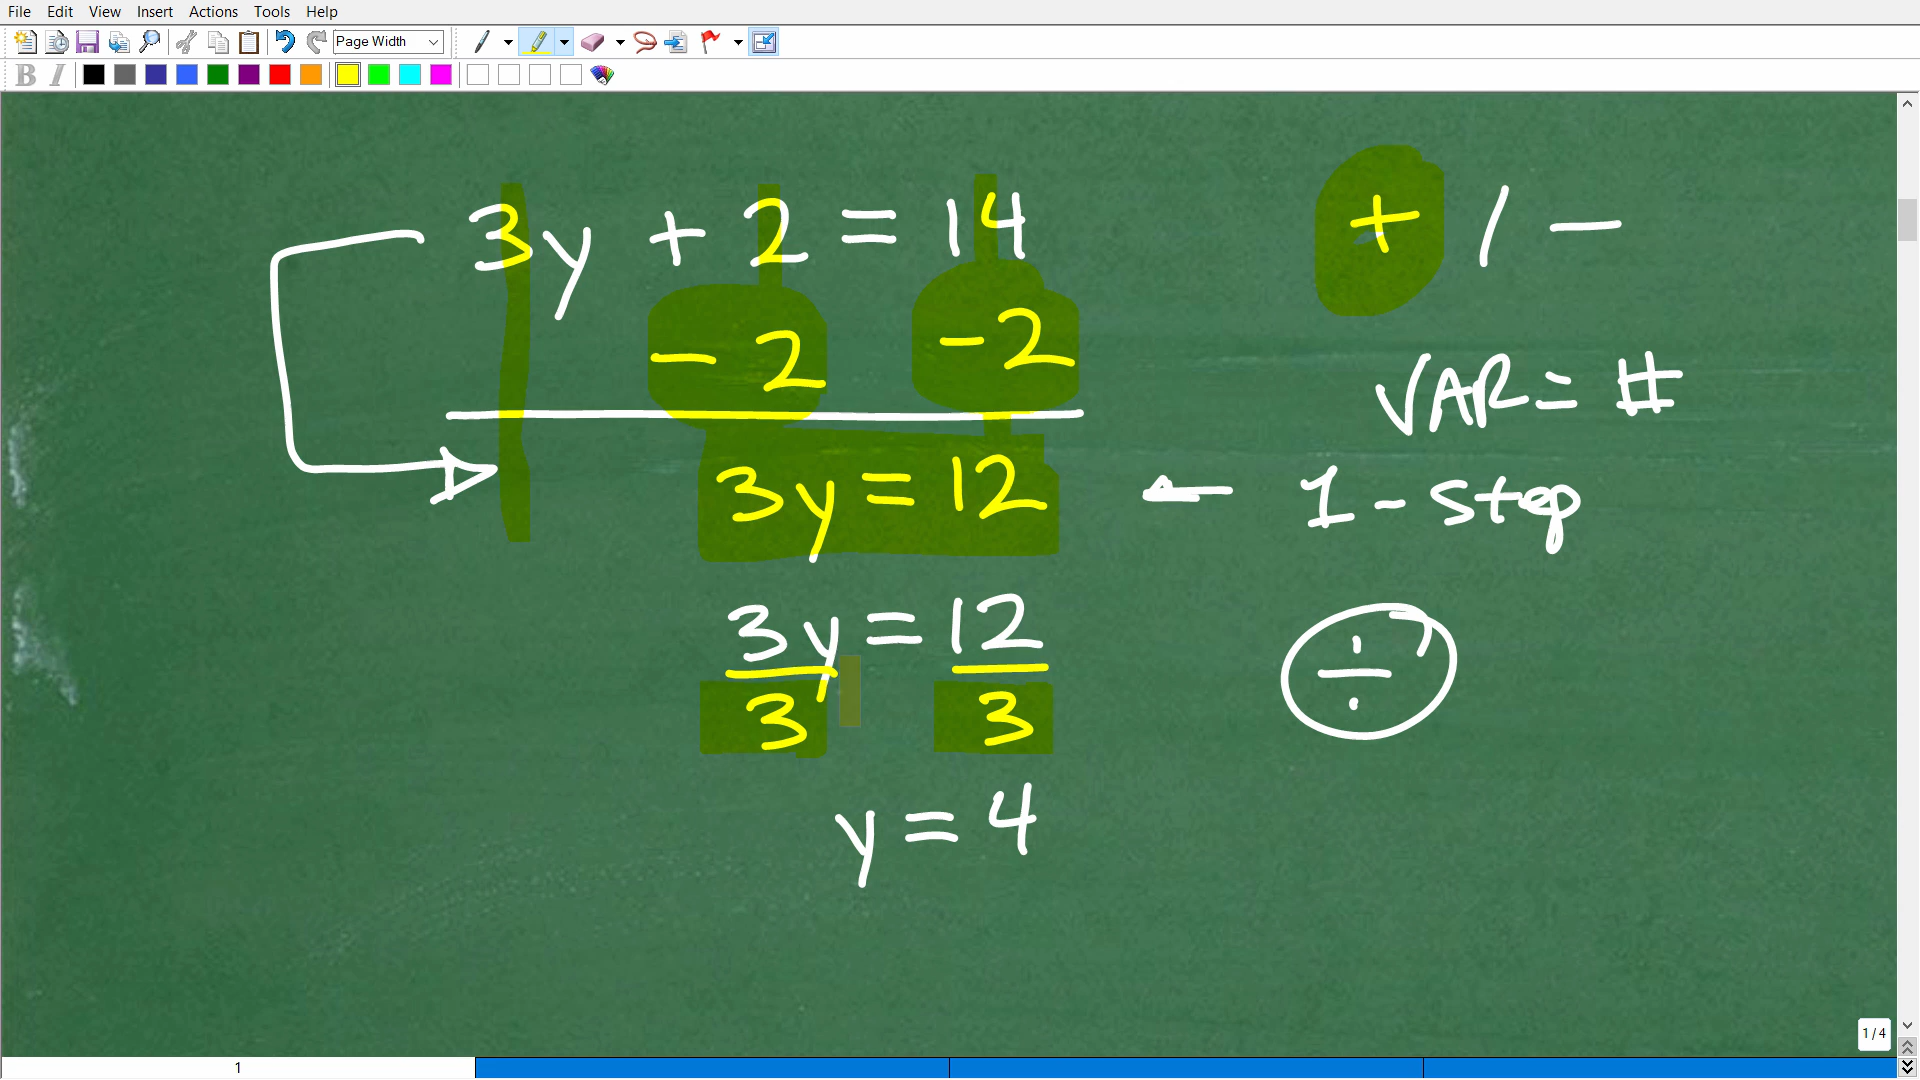 File Edit View Insert Actions Tools Help
Page Width
B I
3y + 2 = 14
+ / -
- 2 - 2
VAR = #
3y = 12
1 - step
3y = 12
÷
3 3
y = 4
1 / 4
1